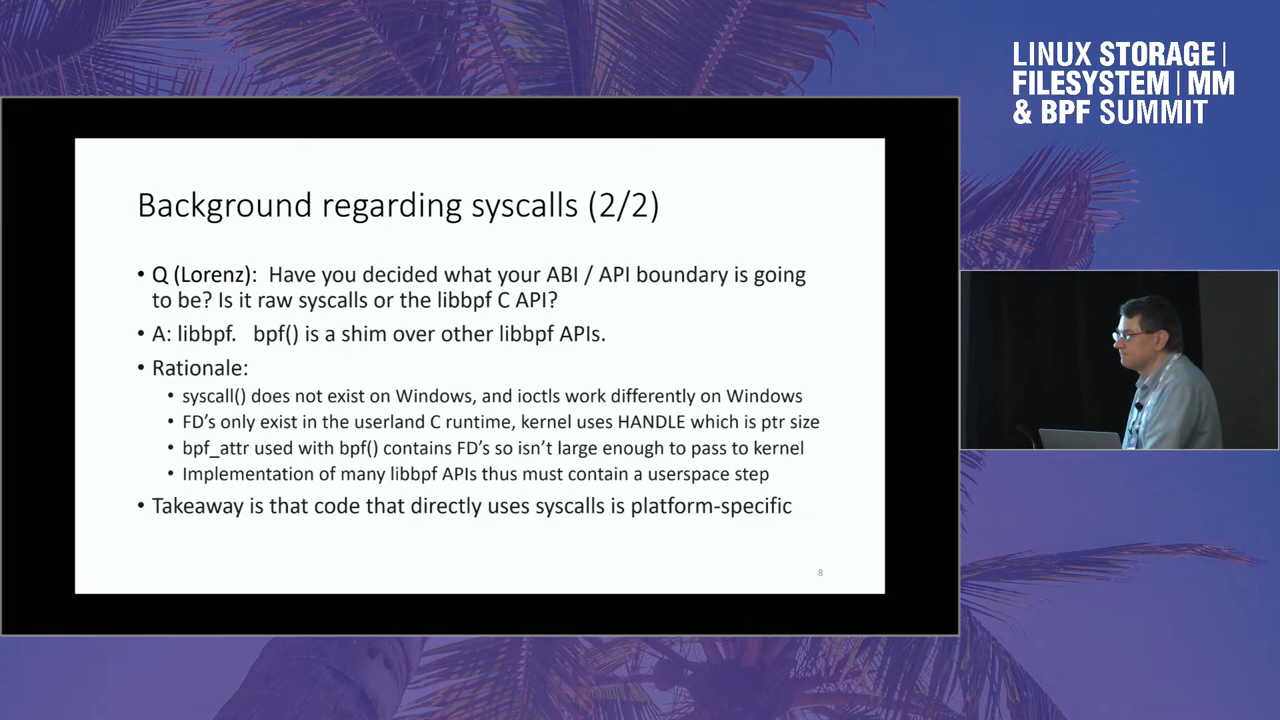 LINUX STORAGE |
FILESYSTEM | MM
& BPF SUMMIT
Background regarding syscalls (2/2)
• Q (Lorenz):  Have you decided what your ABI / API boundary is going
to be? Is it raw syscalls or the libbpf C API?
• A: libbpf.   bpf() is a shim over other libbpf APIs.
• Rationale:
• syscall() does not exist on Windows, and ioctls work differently on Windows
• FD's only exist in the userland C runtime, kernel uses HANDLE which is ptr size
• bpf_attr used with bpf() contains FD's so isn't large enough to pass to kernel
• Implementation of many libbpf APIs thus must contain a userspace step
• Takeaway is that code that directly uses syscalls is platform-specific
8